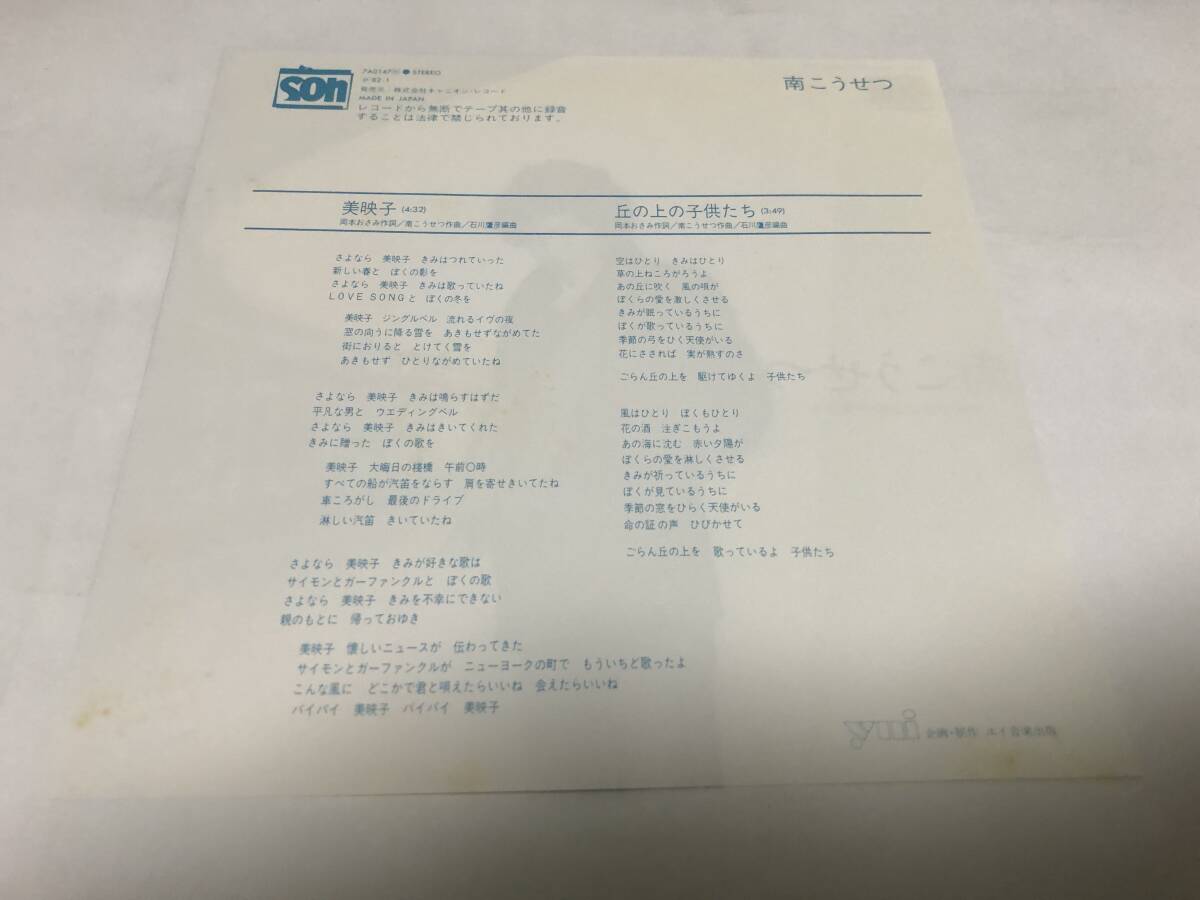 SON
7A0147 ● STEREO
Ⓟ'82.1
発売元：株式会社キャニオン・レコード
MADE IN JAPAN
レコードから無断でテープ其の他に録音
することは法律で禁じられております。
南こうせつ
美映子 (4:32)
岡本おさみ作詞／南こうせつ作曲／石川鷹彦編曲
さよなら 美映子 きみはつれていった
新しい春と ぼくの影を
さよなら 美映子 きみは歌っていたね
LOVE SONGと ぼくの冬を
美映子 ジングルベル 流れるイヴの夜
窓の向うに降る雪を あきもせずながめてた
街におりると とけてく雪を
あきもせず ひとりながめていたね
さよなら 美映子 きみは鳴らすはずだ
平凡な男と ウエディングベル
さよなら 美映子 きみはきいてくれた
きみに贈った ぼくの歌を
美映子 大晦日の桟橋 午前〇時
すべての船が汽笛をならす 肩を寄せきいてたね
車ころがし 最後のドライブ
淋しい汽笛 きいていたね
さよなら 美映子 きみが好きな歌は
サイモンとガーファンクルと ぼくの歌
さよなら 美映子 きみを不幸にできない
親のもとに 帰っておゆき
美映子 懐しいニュースが 伝わってきた
サイモンとガーファンクルが ニューヨークの町で もういちど歌ったよ
こんな風に どこかで君と唄えたらいいね 会えたらいいね
バイバイ 美映子 バイバイ 美映子
丘の上の子供たち (3:49)
岡本おさみ作詞／南こうせつ作曲／石川鷹彦編曲
空はひとり きみはひとり
草の上ねころがろうよ
あの丘に吹く 風の唄が
ぼくらの愛を激しくさせる
きみが眠っているうちに
ぼくが歌っているうちに
季節の弓をひく天使がいる
花にさされば 実が熟すのさ
ごらん丘の上を 駆けてゆくよ 子供たち
風はひとり ぼくもひとり
花の酒 注ぎこもうよ
あの海に沈む 赤い夕陽が
ぼくらの愛を淋しくさせる
きみが祈っているうちに
ぼくが見ているうちに
季節の窓をひらく天使がいる
命の証の声 ひびかせて
ごらん丘の上を 歌っているよ 子供たち
yui 企画・原作 ユイ音楽出版